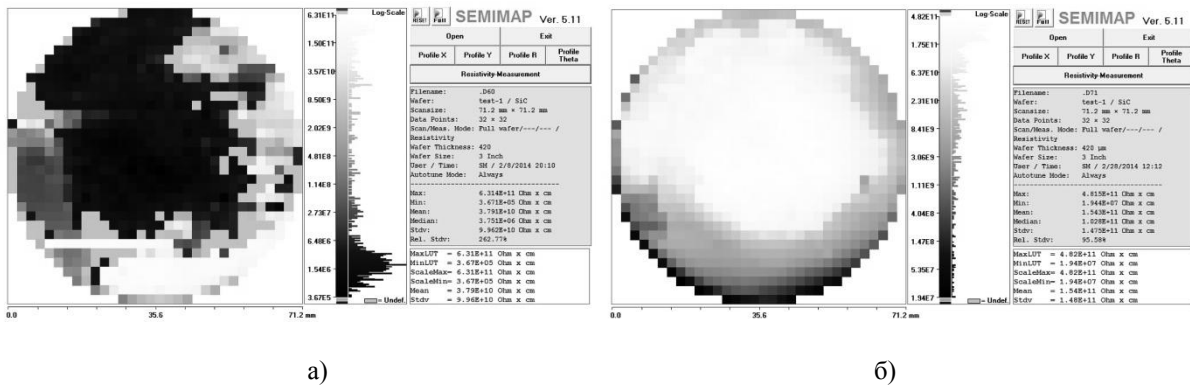 6.31E11
1.50E11
3.57E10
8.50E9
2.02E9
4.81E8
1.14E8
2.73E7
6.48E6
1.54E6
3.67E5
Log-Scale
= Undef.
0.0 35.6 71.2 mm
RESET Park SEMIMAP Ver. 5.11
Open Exit
Profile X Profile Y Profile R Profile Theta
Resistivity-Measurement
Filename: .D60
Wafer: test-1 / SiC
Scansize: 71.2 mm × 71.2 mm
Data Points: 32 × 32
Scan/Meas. Mode: Full wafer/---/--- /
Resistivity
Wafer Thickness: 420
Wafer Size: 3 Inch
User / Time: SM / 2/8/2014 20:10
Autotune Mode: Always
Max: 6.314E+11 Ohm x cm
Min: 3.671E+05 Ohm x cm
Mean: 3.791E+10 Ohm x cm
Median: 3.751E+06 Ohm x cm
Stdv: 9.962E+10 Ohm x cm
Rel. Stdv: 262.77%
MaxLUT = 6.31E+11 Ohm x cm
MinLUT = 3.67E+05 Ohm x cm
ScaleMax= 6.31E+11 Ohm x cm
ScaleMin= 3.67E+05 Ohm x cm
Mean = 3.79E+10 Ohm x cm
Stdv = 9.96E+10 Ohm x cm
а)
4.82E11
1.75E11
6.37E10
2.31E10
8.41E9
3.06E9
1.11E9
4.04E8
1.47E8
5.35E7
1.94E7
Log-Scale
= Undef.
0.0 35.6 71.2 mm
RESET Park SEMIMAP Ver. 5.11
Open Exit
Profile X Profile Y Profile R Profile Theta
Resistivity-Measurement
Filename: .D71
Wafer: test-1 / SiC
Scansize: 71.2 mm × 71.2 mm
Data Points: 32 × 32
Scan/Meas. Mode: Full wafer/---/--- /
Resistivity
Wafer Thickness: 420 µm
Wafer Size: 3 Inch
User / Time: SM / 2/28/2014 12:12
Autotune Mode: Always
Max: 4.815E+11 Ohm x cm
Min: 1.944E+07 Ohm x cm
Mean: 1.543E+11 Ohm x cm
Median: 1.028E+11 Ohm x cm
Stdv: 1.475E+11 Ohm x cm
Rel. Stdv: 95.58%
MaxLUT = 4.82E+11 Ohm x cm
MinLUT = 1.94E+07 Ohm x cm
ScaleMax= 4.82E+11 Ohm x cm
ScaleMin= 1.94E+07 Ohm x cm
Mean = 1.54E+11 Ohm x cm
Stdv = 1.48E+11 Ohm x cm
б)